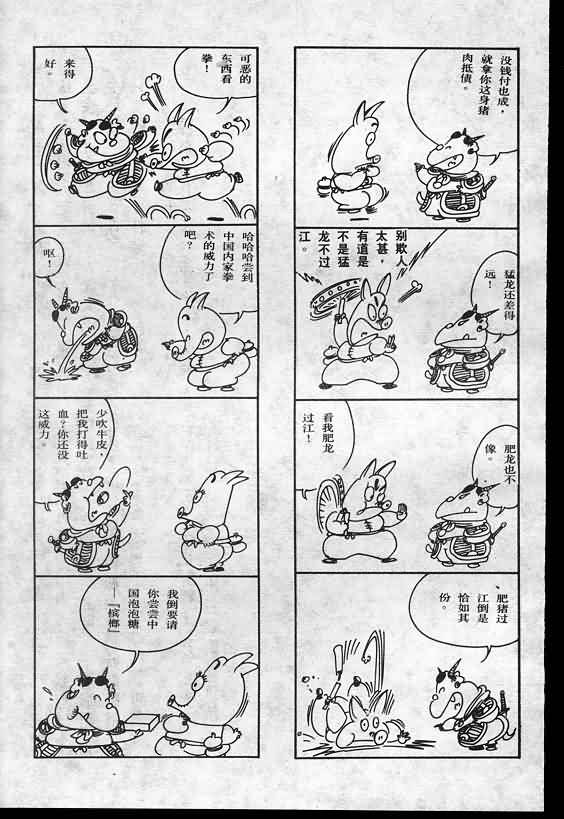 没钱付也成，
就拿你这身猪
肉抵债。
别欺人
太甚，
有道是
不是猛
龙不过
江。
猛龙还差得
远！
看我肥龙
过江！
肥龙也不
像。
肥猪过
江倒是
恰如其
份。
可恶的
东西看
拳！
来得
好。
哈哈哈尝到
中国内家拳
术的威力了
吧？
呕！
少吹牛皮，
把我打得吐
血？你还没
这威力。
我倒要请
你尝尝中
国泡泡糖
——『槟榔』